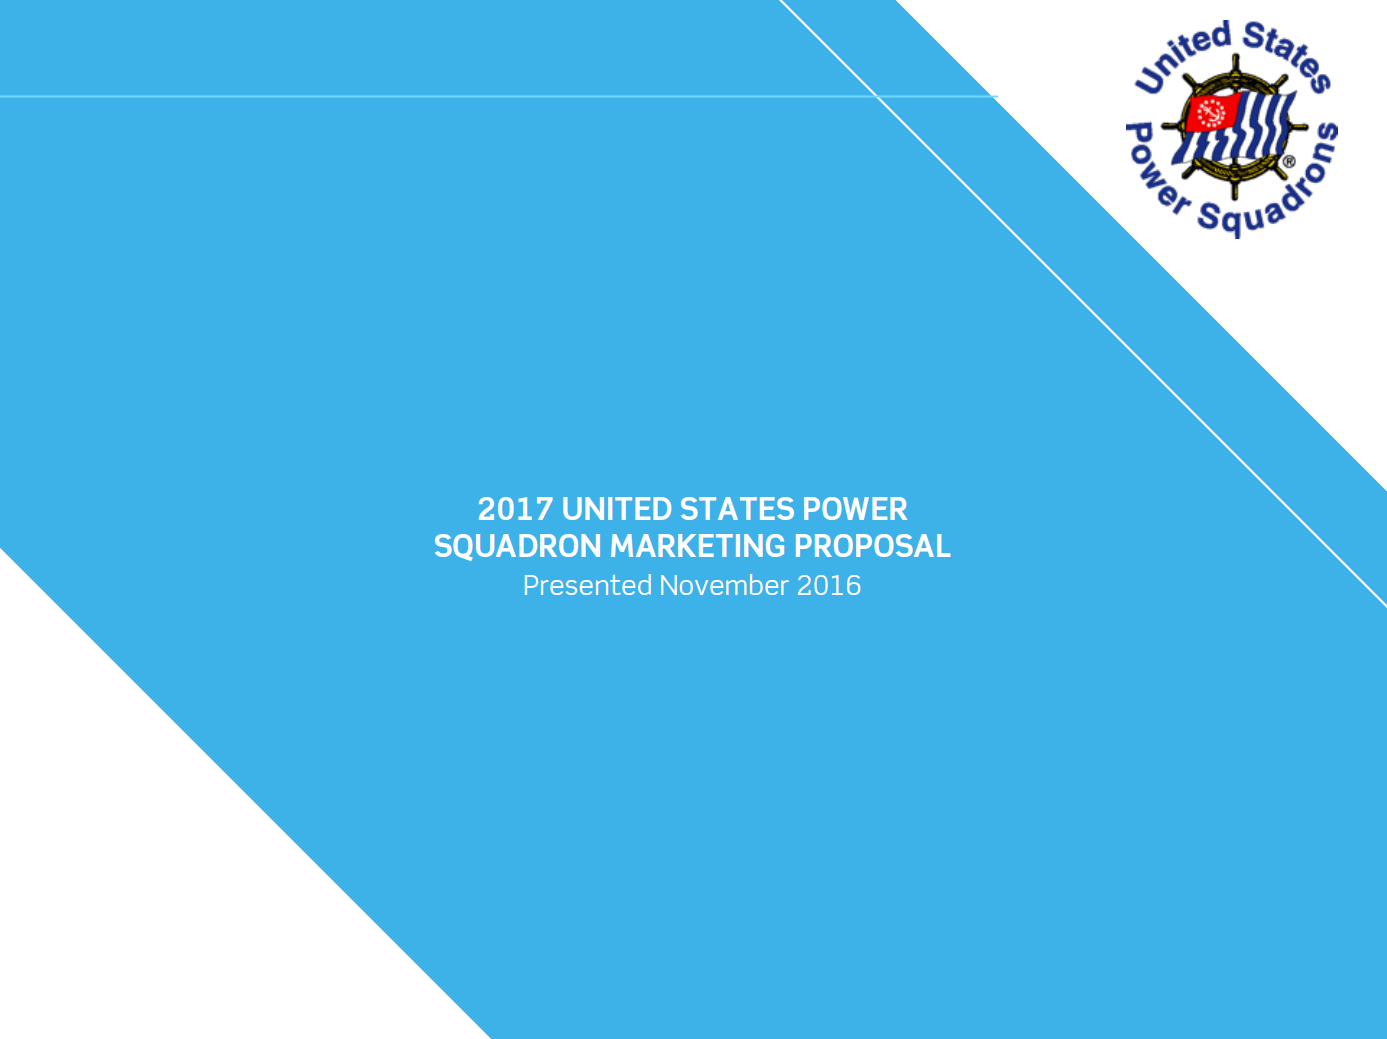 United States
Power Squadrons
®
2017 UNITED STATES POWER
SQUADRON MARKETING PROPOSAL
Presented November 2016